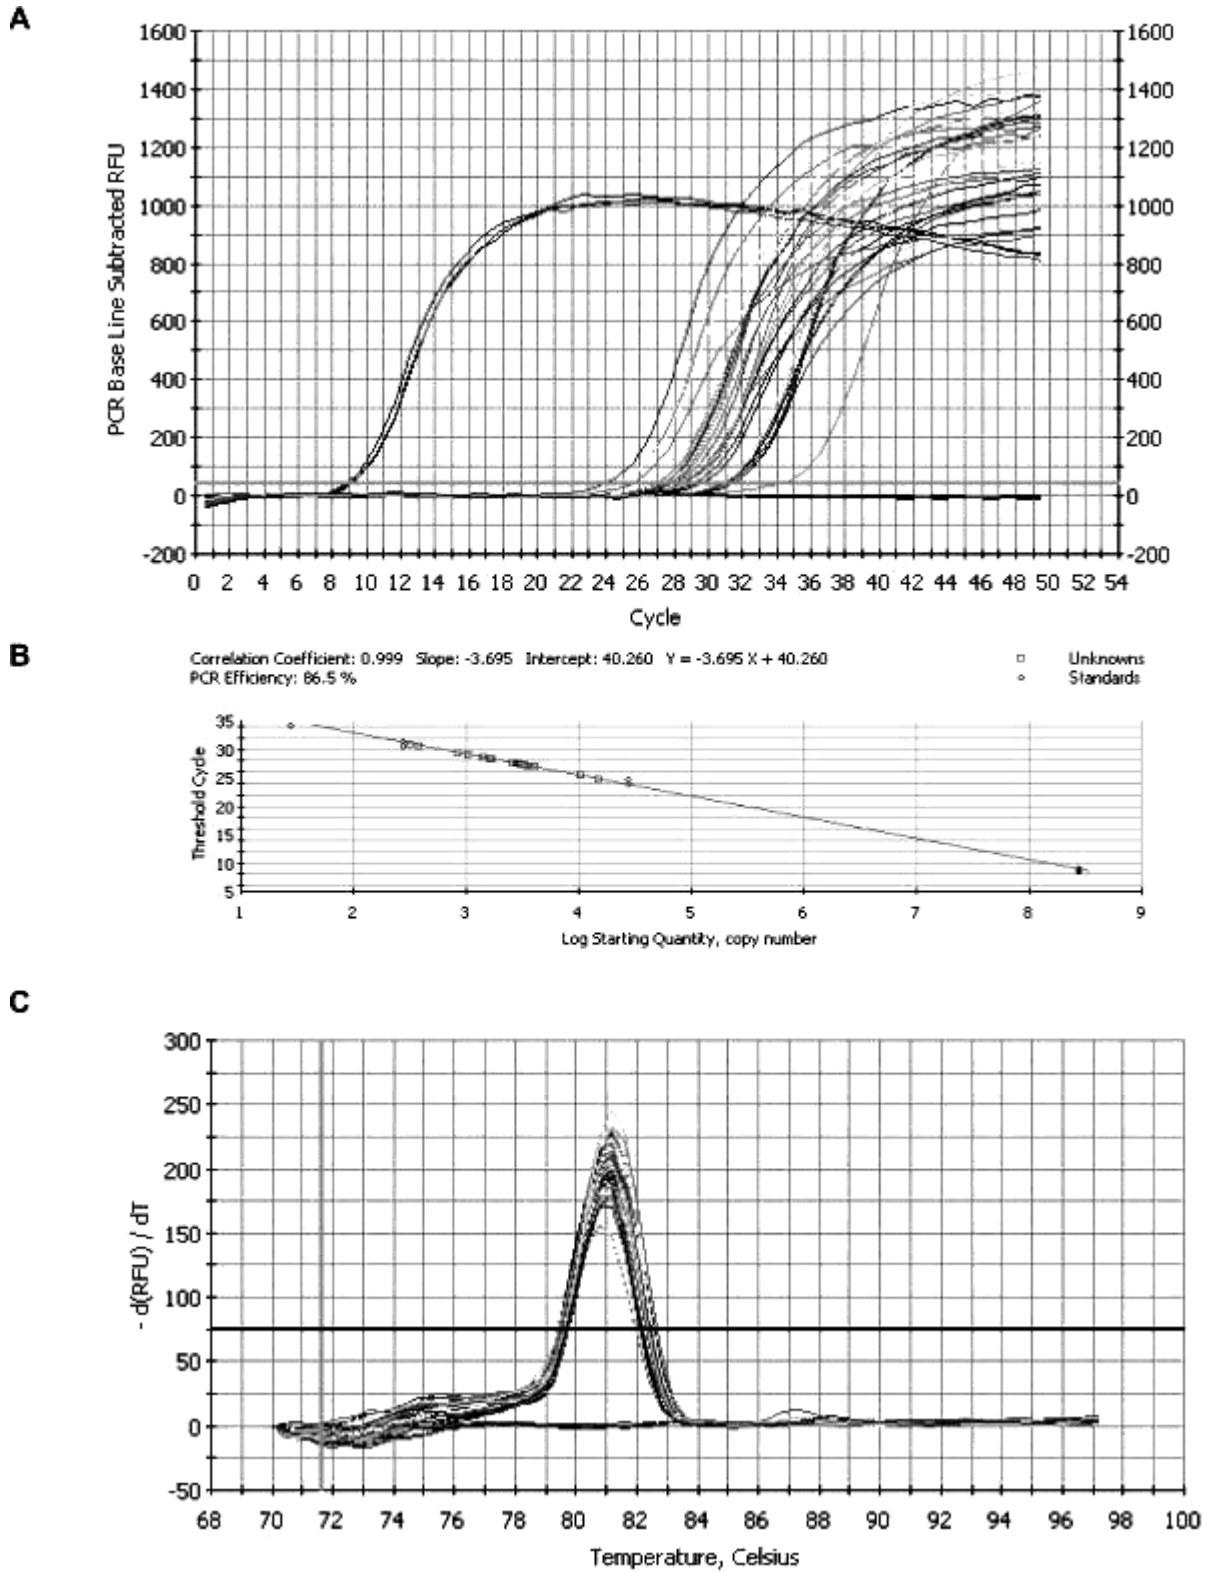 A
1600
1400
1200
1000
800
600
400
200
0
-200
1600
1400
1200
1000
800
600
400
200
0
-200
PCR Base Line Subtracted RFU
0 2 4 6 8 10 12 14 16 18 20 22 24 26 28 30 32 34 36 38 40 42 44 46 48 50 52 54
Cycle
B
Correlation Coefficient: 0.999 Slope: -3.695 Intercept: 40.260 Y = -3.695 X + 40.260
PCR Efficiency: 86.5 %
Unknowns
Standards
35
30
25
20
15
10
5
Threshold Cycle
1 2 3 4 5 6 7 8 9
Log Starting Quantity, copy number
C
300
250
200
150
100
50
0
-50
- d(RFU) / dT
68 70 72 74 76 78 80 82 84 86 88 90 92 94 96 98 100
Temperature, Celsius